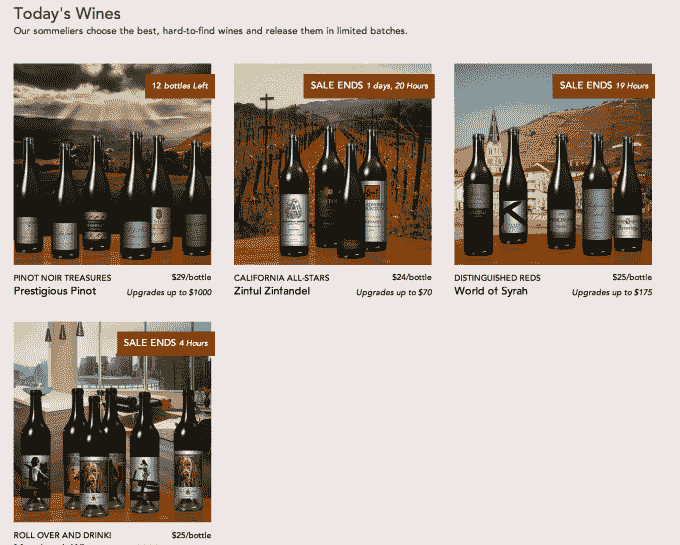 Today's Wines
Our sommeliers choose the best, hard-to-find wines and release them in limited batches.
12 bottles Left
SALE ENDS 1 days, 20 Hours
SALE ENDS 19 Hours
PINOT NOIR TREASURES $29/bottle
Prestigious Pinot Upgrades up to $1000
CALIFORNIA ALL-STARS $24/bottle
Zinful Zinfandel Upgrades up to $70
DISTINGUISHED REDS $25/bottle
World of Syrah Upgrades up to $175
SALE ENDS 4 Hours
ROLL OVER AND DRINK! $25/bottle